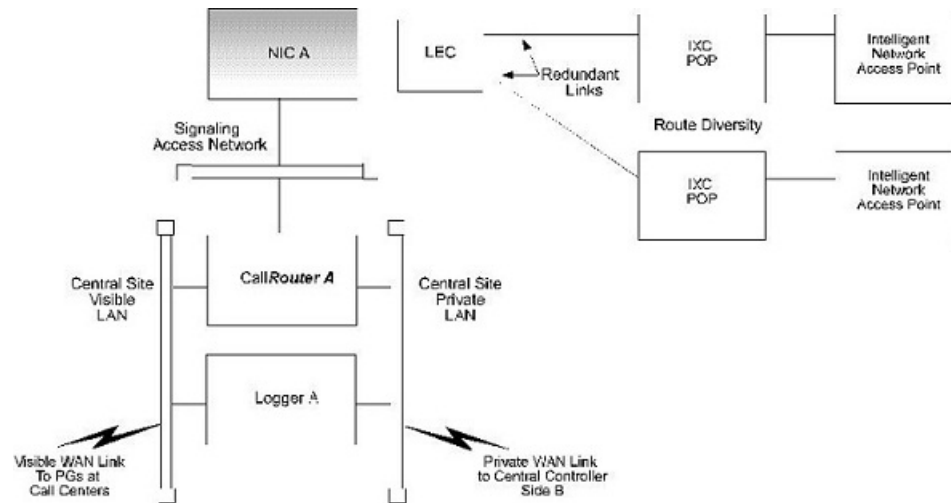 NIC A
LEC
Redundant
Links
IXC
POP
Intelligent
Network
Access Point
Route Diversity
IXC
POP
Intelligent
Network
Access Point
Signaling
Access Network
Central Site
Visible
LAN
CallRouter A
Central Site
Private
LAN
Logger A
Visible WAN Link
To PGs at
Call Centers
Private WAN Link
to Central Controller
Side B